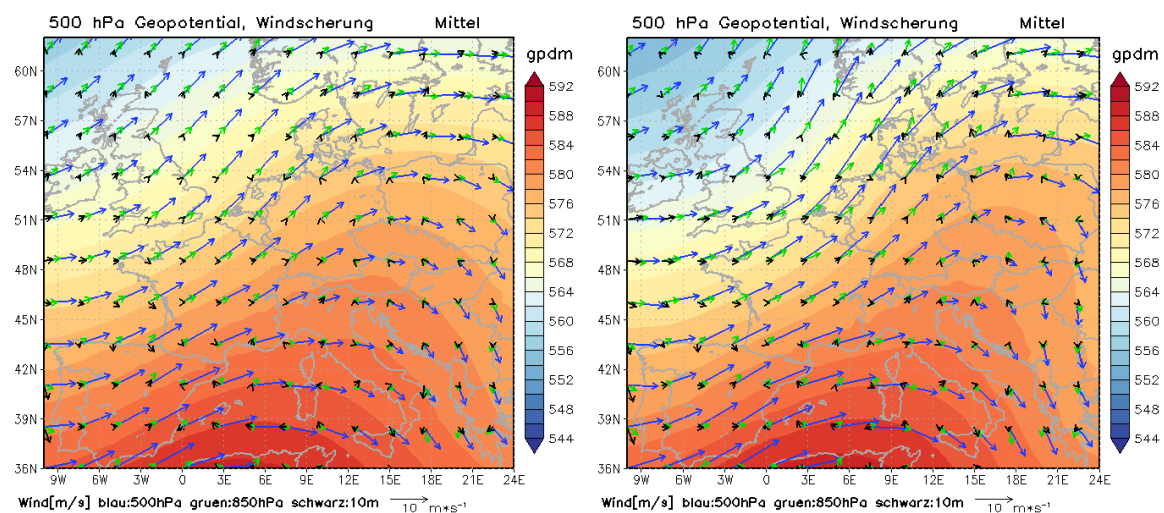 500 hPa Geopotential, Windscherung Mittel
gpdm
592
588
584
580
576
572
568
564
560
556
552
548
544
60N
57N
54N
51N
48N
45N
42N
39N
36N
9W 6W 3W 0 3E 6E 9E 12E 15E 18E 21E 24E
Wind[m/s] blau:500hPa gruen:850hPa schwarz:10m 10 m*s⁻¹
500 hPa Geopotential, Windscherung Mittel
gpdm
592
588
584
580
576
572
568
564
560
556
552
548
544
60N
57N
54N
51N
48N
45N
42N
39N
36N
9W 6W 3W 0 3E 6E 9E 12E 15E 18E 21E 24E
Wind[m/s] blau:500hPa gruen:850hPa schwarz:10m 10 m*s⁻¹